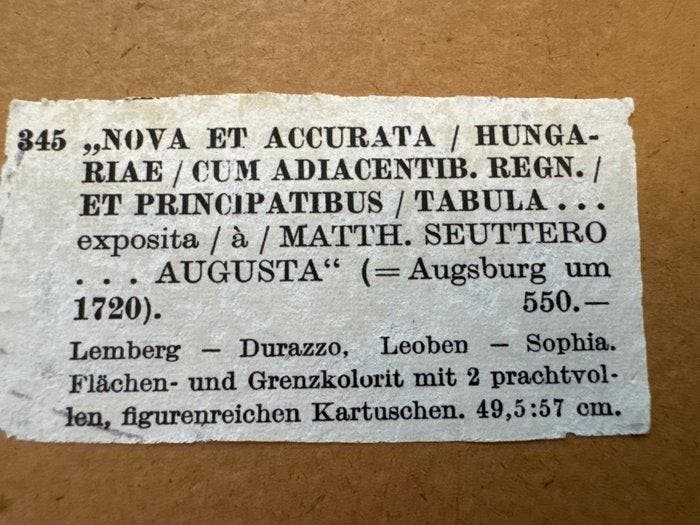 345 „NOVA ET ACCURATA / HUNGA-
RIAE / CUM ADIACENTIB. REGN. /
ET PRINCIPATIBUS / TABULA . . .
exposita / à / MATTH. SEUTTERO
. . . AUGUSTA“ (= Augsburg um
1720). 550.—
Lemberg — Durazzo, Leoben — Sophia.
Flächen- und Grenzkolorit mit 2 prachtvol-
len, figurenreichen Kartuschen. 49,5:57 cm.